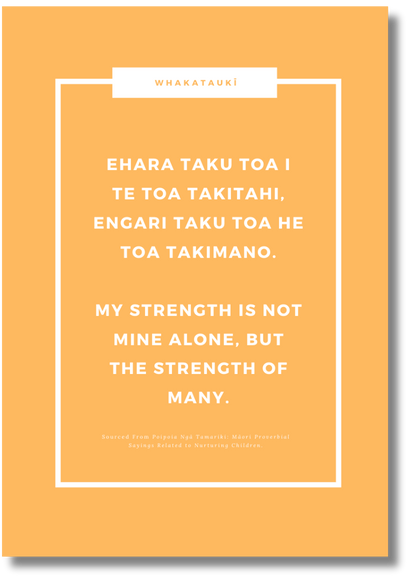 WHAKATAUKĪ
EHARA TAKU TOA I
TE TOA TAKITAHI,
ENGARI TAKU TOA HE
TOA TAKIMANO.
MY STRENGTH IS NOT
MINE ALONE, BUT
THE STRENGTH OF
MANY.
Sourced From Poipoia Ngā Tamariki: Maori Proverbial
Sayings Related to Nurturing Children.